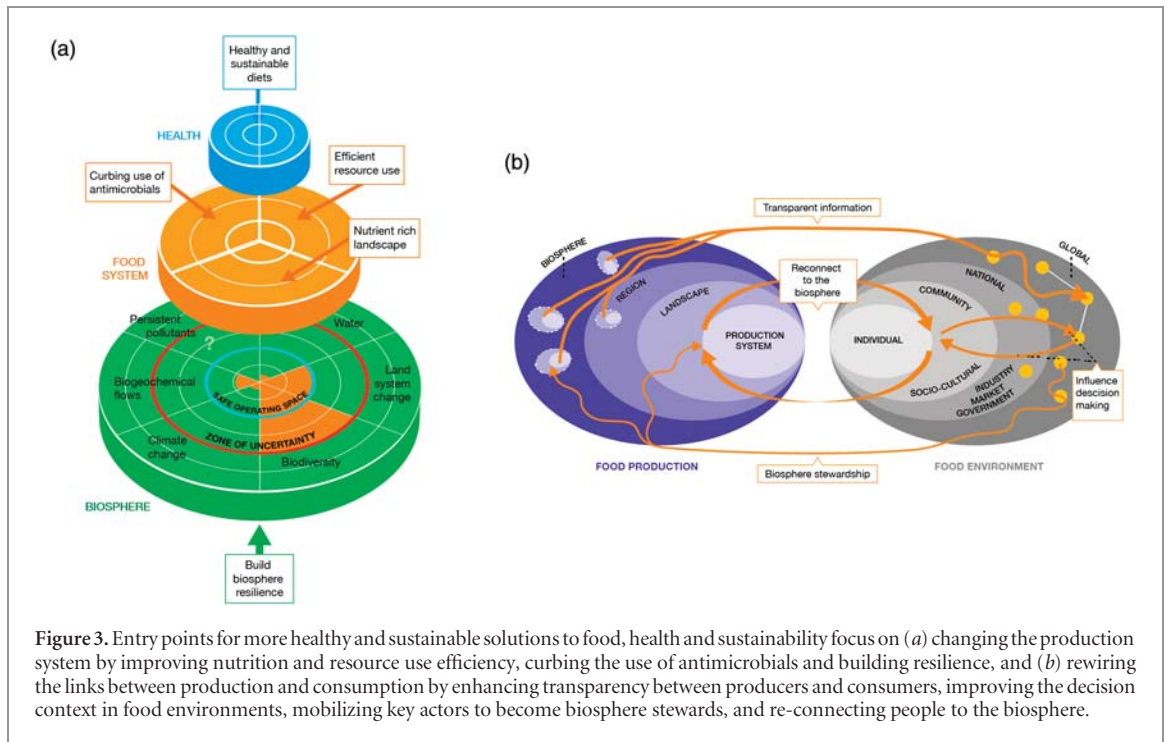 (a)
Healthy and
sustainable
diets
HEALTH
Curbing use of
antimicrobials
Efficient
resource use
Nutrient rich
landscape
FOOD
SYSTEM
Persistent
pollutants
?
Water
Biogeochemical
flows
Land
system
change
SAFE OPERATING SPACE
ZONE OF UNCERTAINTY
Climate
change
Biodiversity
BIOSPHERE
Build
biosphere
resilience
(b)
Transparent information
BIOSPHERE
REGION
LANDSCAPE
PRODUCTION
SYSTEM
Reconnect
to the
biosphere
INDIVIDUAL
COMMUNITY
NATIONAL
GLOBAL
SOCIO-CULTURAL
INDUSTRY
MARKET
GOVERNMENT
Influence
descision
making
FOOD PRODUCTION
Biosphere stewardship
FOOD ENVIRONMENT
Figure 3. Entry points for more healthy and sustainable solutions to food, health and sustainability focus on (a) changing the production
system by improving nutrition and resource use efficiency, curbing the use of antimicrobials and building resilience, and (b) rewiring
the links between production and consumption by enhancing transparency between producers and consumers, improving the decision
context in food environments, mobilizing key actors to become biosphere stewards, and re-connecting people to the biosphere.